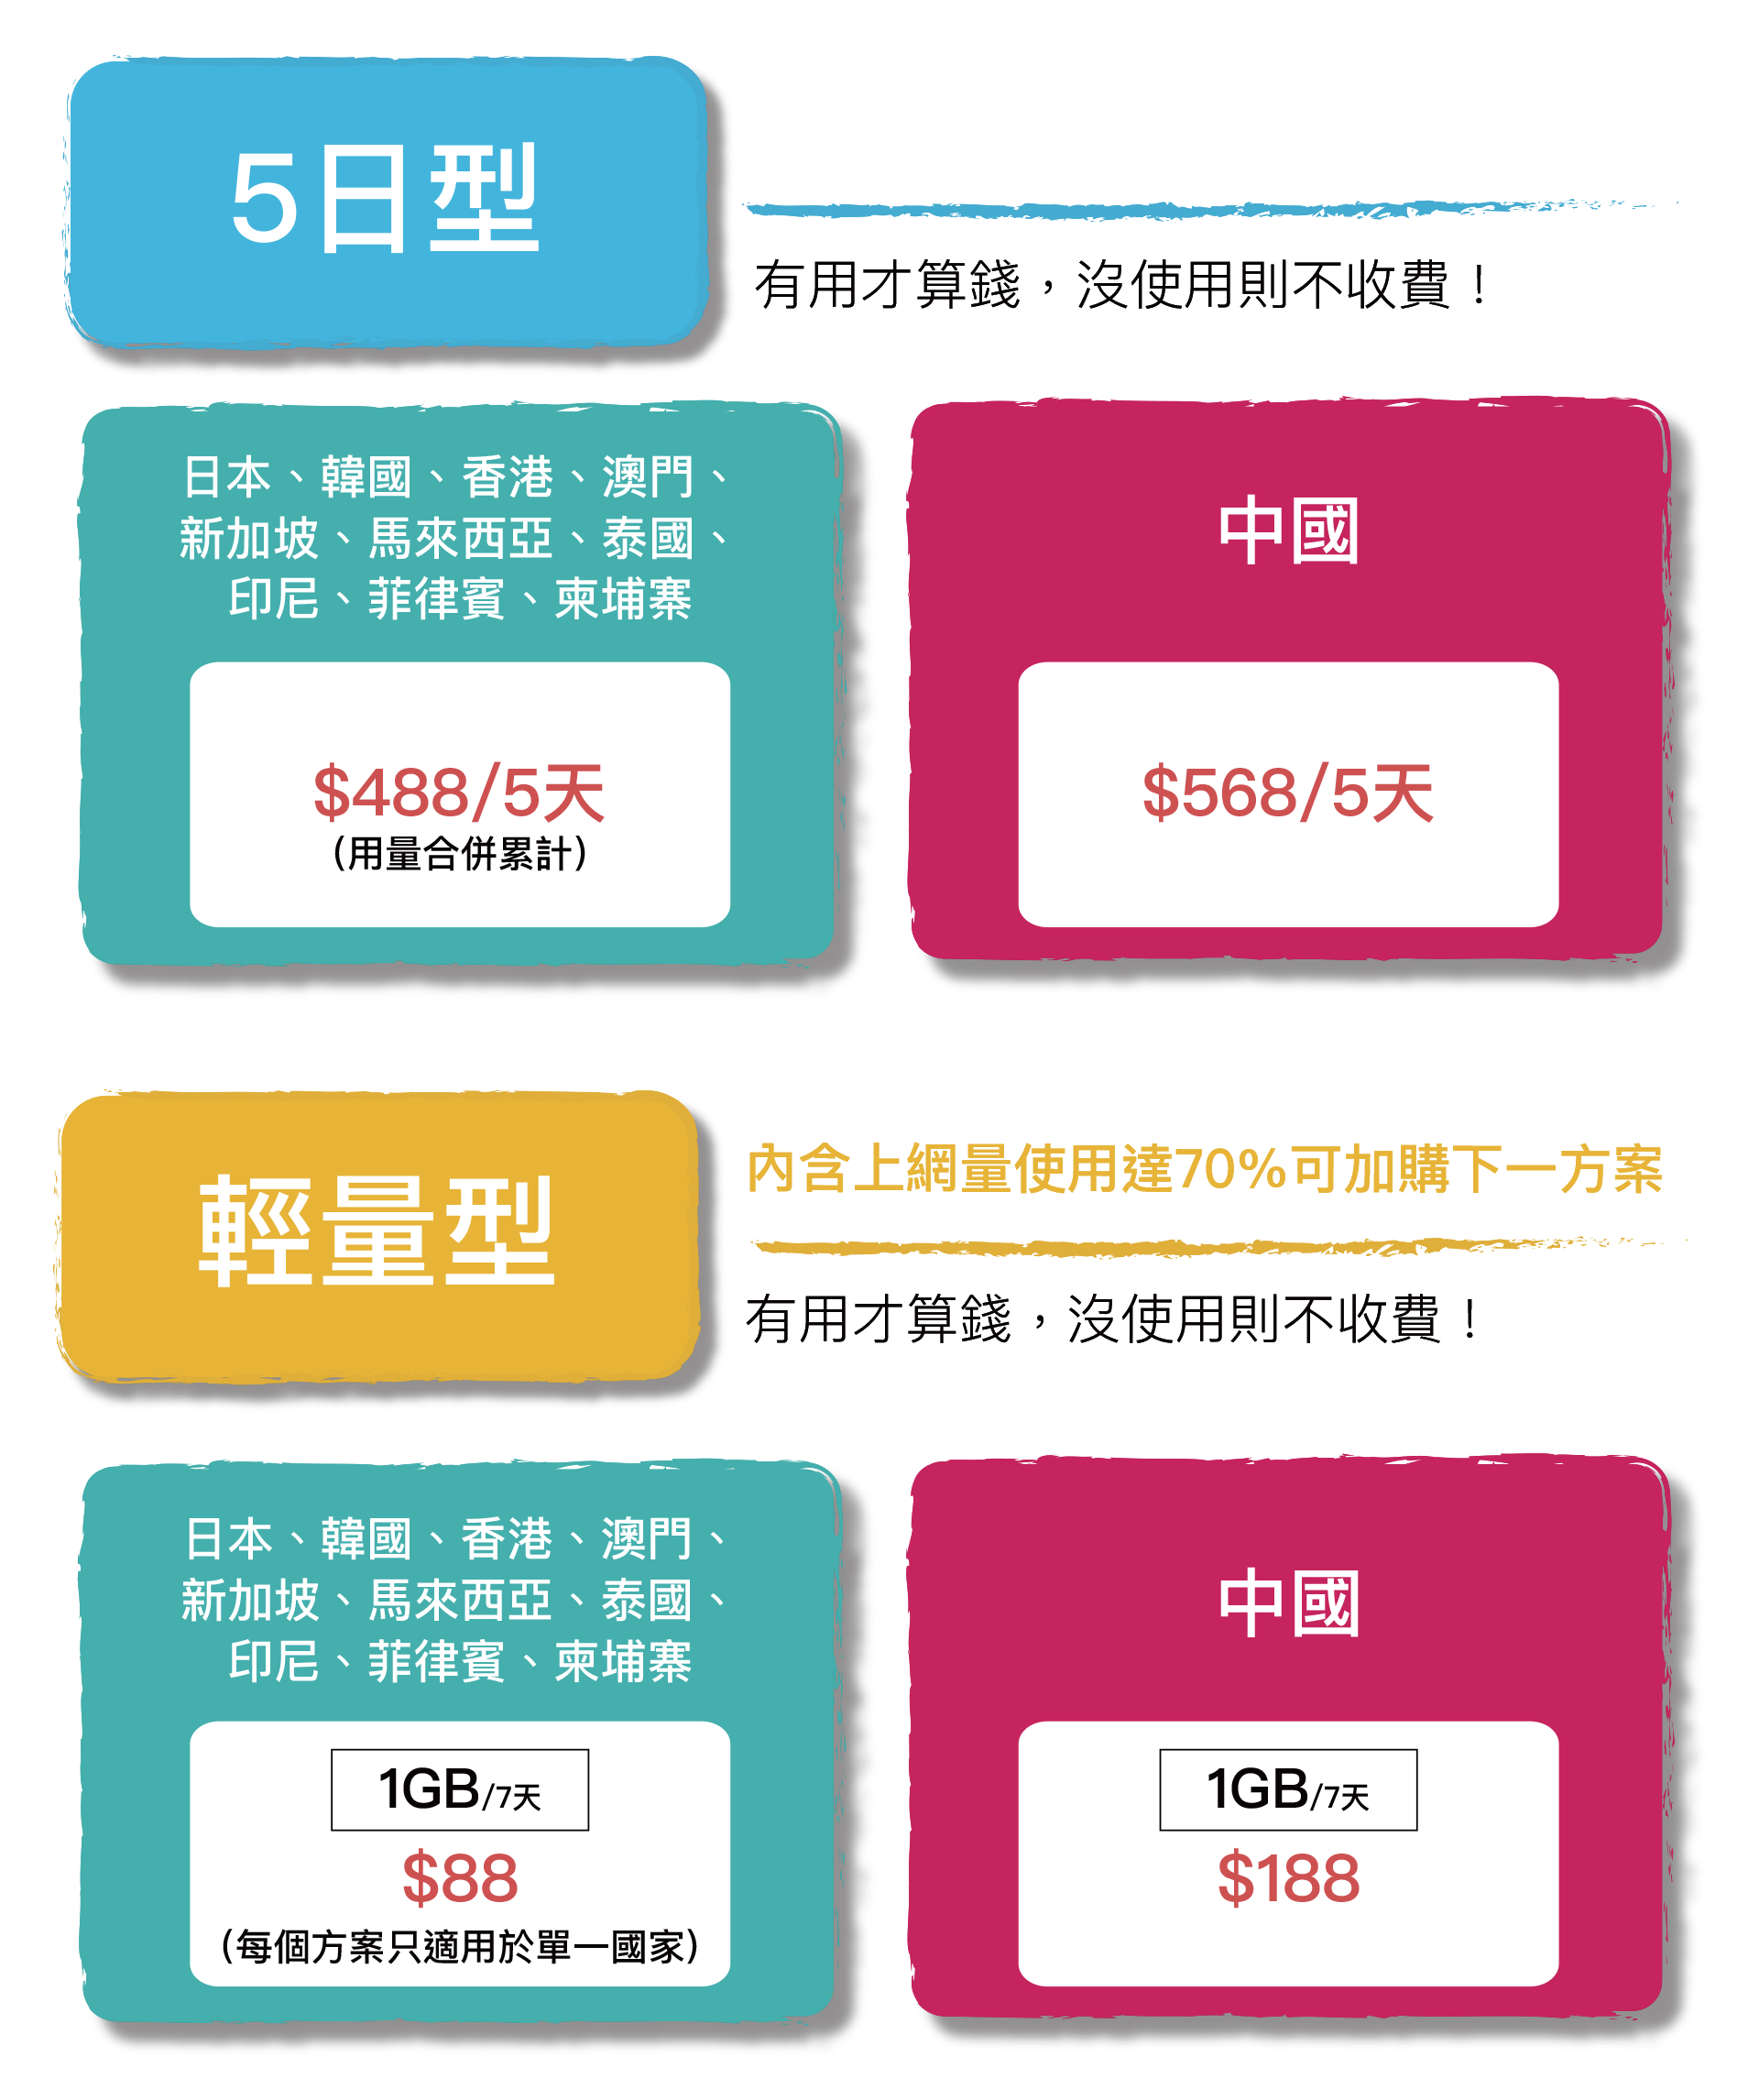 5日型
有用才算錢，沒使用則不收費！
日本、韓國、香港、澳門、
新加坡、馬來西亞、泰國、
印尼、菲律賓、柬埔寨
$488/5天
（用量合併累計）
中國
$568/5天
輕量型
內含上網量使用達70%可加購下一方案
有用才算錢，沒使用則不收費！
日本、韓國、香港、澳門、
新加坡、馬來西亞、泰國、
印尼、菲律賓、柬埔寨
1GB/7天
$88
（每個方案只適用於單一國家）
中國
1GB/7天
$188